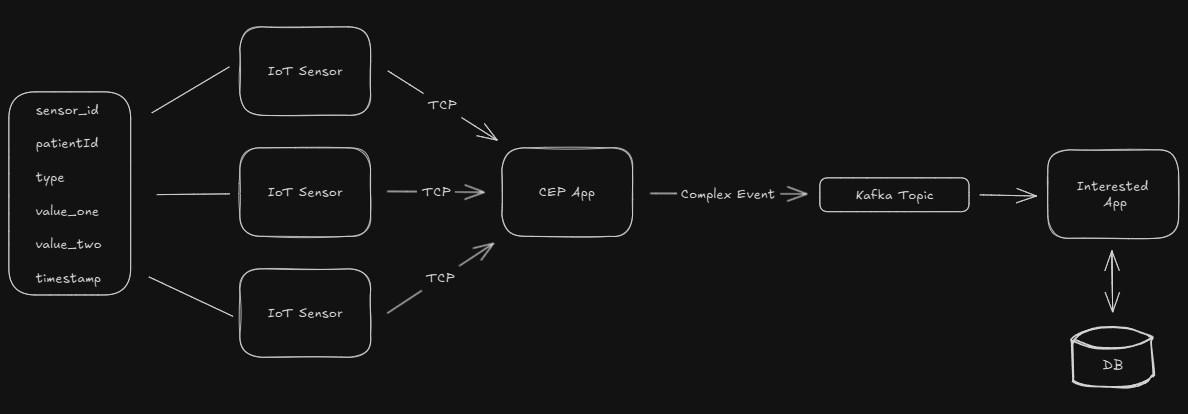 sensor_id
patientId
type
value_one
value_two
timestamp
IoT Sensor
IoT Sensor
IoT Sensor
TCP
TCP
TCP
CEP App
Complex Event
Kafka Topic
Interested
App
DB